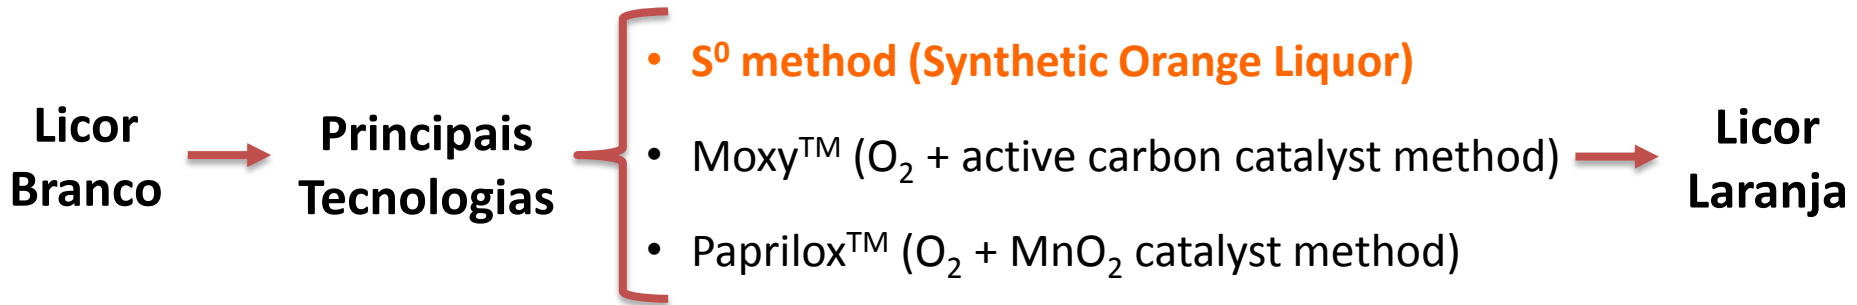 Licor
Branco
Principais
Tecnologias
• S⁰ method (Synthetic Orange Liquor)
• Moxy™ (O₂ + active carbon catalyst method)
• Paprilox™ (O₂ + MnO₂ catalyst method)
Licor
Laranja